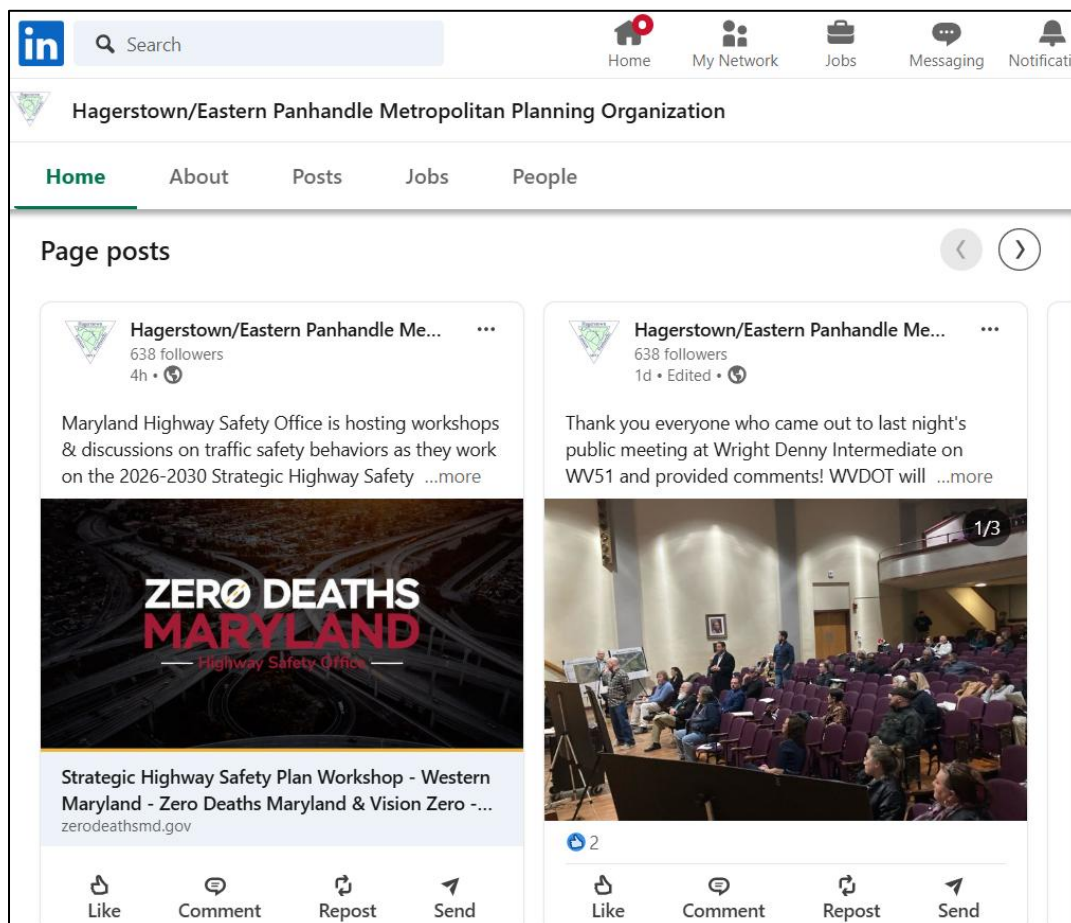 in Search
Home My Network Jobs Messaging Notificati
Hagerstown/Eastern Panhandle Metropolitan Planning Organization
Home About Posts Jobs People
Page posts
Hagerstown/Eastern Panhandle Me...
638 followers
4h •
Maryland Highway Safety Office is hosting workshops
& discussions on traffic safety behaviors as they work
on the 2026-2030 Strategic Highway Safety ...more
ZERO DEATHS
MARYLAND
Highway Safety Office
Strategic Highway Safety Plan Workshop - Western
Maryland - Zero Deaths Maryland & Vision Zero -...
zerodeathsmd.gov
Like Comment Repost Send
Hagerstown/Eastern Panhandle Me...
638 followers
1d • Edited •
Thank you everyone who came out to last night's
public meeting at Wright Denny Intermediate on
WV51 and provided comments! WVDOT will ...more
1/3
2
Like Comment Repost Send